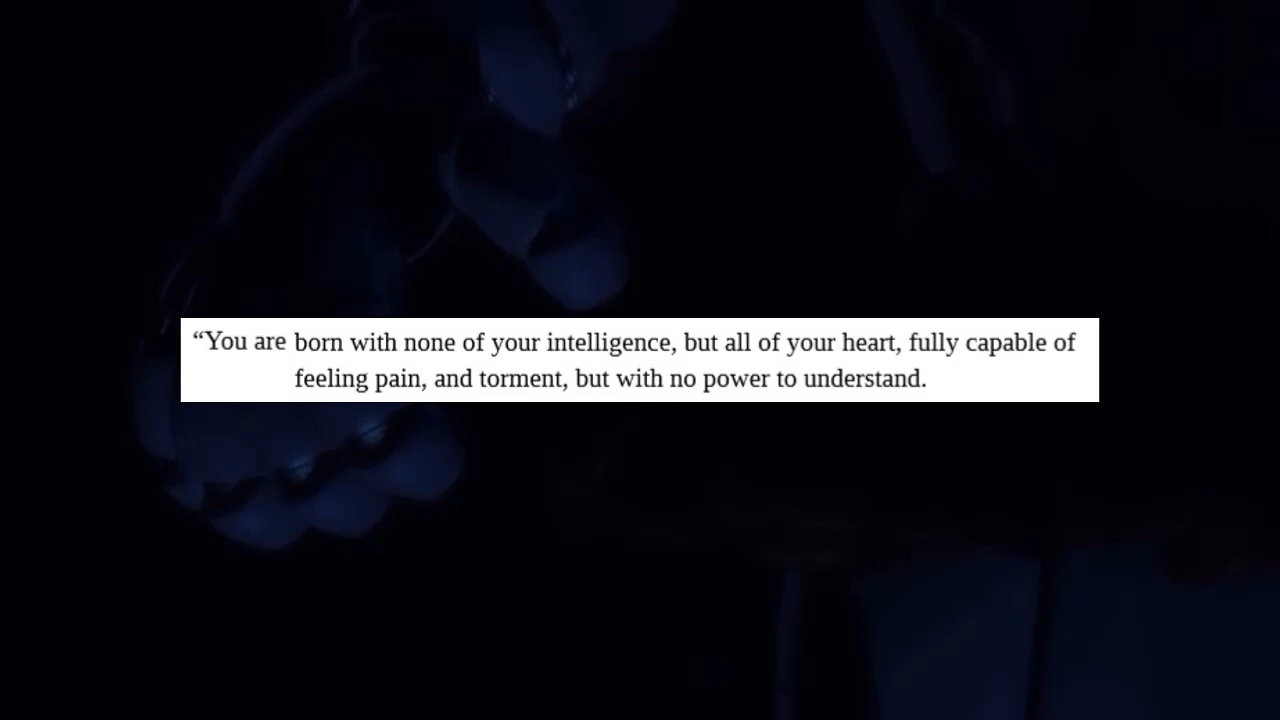 “You are born with none of your intelligence, but all of your heart, fully capable of
feeling pain, and torment, but with no power to understand.